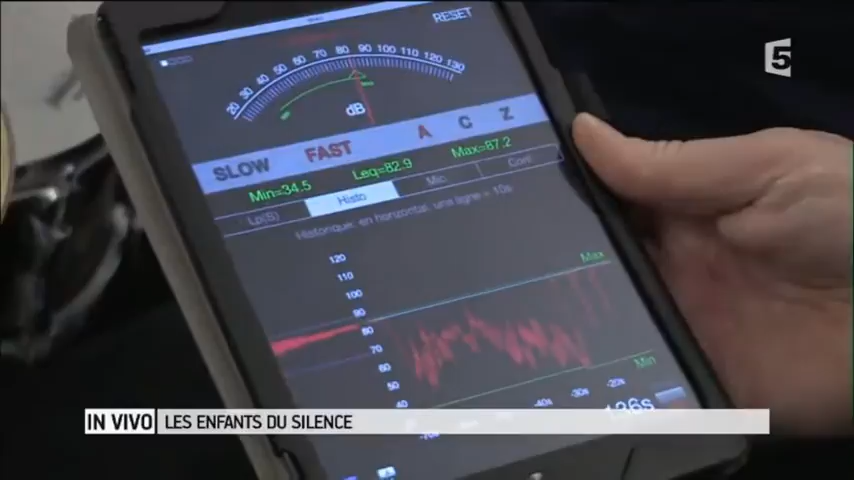 RESET
5
20 30 40 50 60 70 80 90 100 110 120 130
dB
SLOW FAST A C Z
Min=34.5 Leq=82.9 Max=87.2
Lp(S) Histo Mic Conf
Historique: en horizontal, une ligne = 10s
120
110
100
90
80
70
60
50
40
Max
Min
-40s -30s -20s
136s
IN VIVO LES ENFANTS DU SILENCE